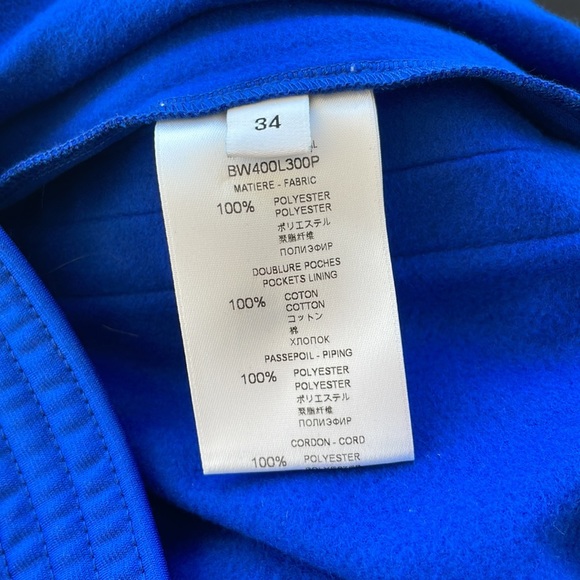 34
BW400L300P
MATIERE - FABRIC
100% POLYESTER
POLYESTER
ポリエステル
聚脂纤维
ПОЛИЭФИР
DOUBLURE POCHES
POCKETS LINING
100% COTON
COTTON
コットン
棉
ХЛОПОК
PASSEPOIL - PIPING
100% POLYESTER
POLYESTER
ポリエステル
聚脂纤维
ПОЛИЭФИР
CORDON - CORD
100% POLYESTER